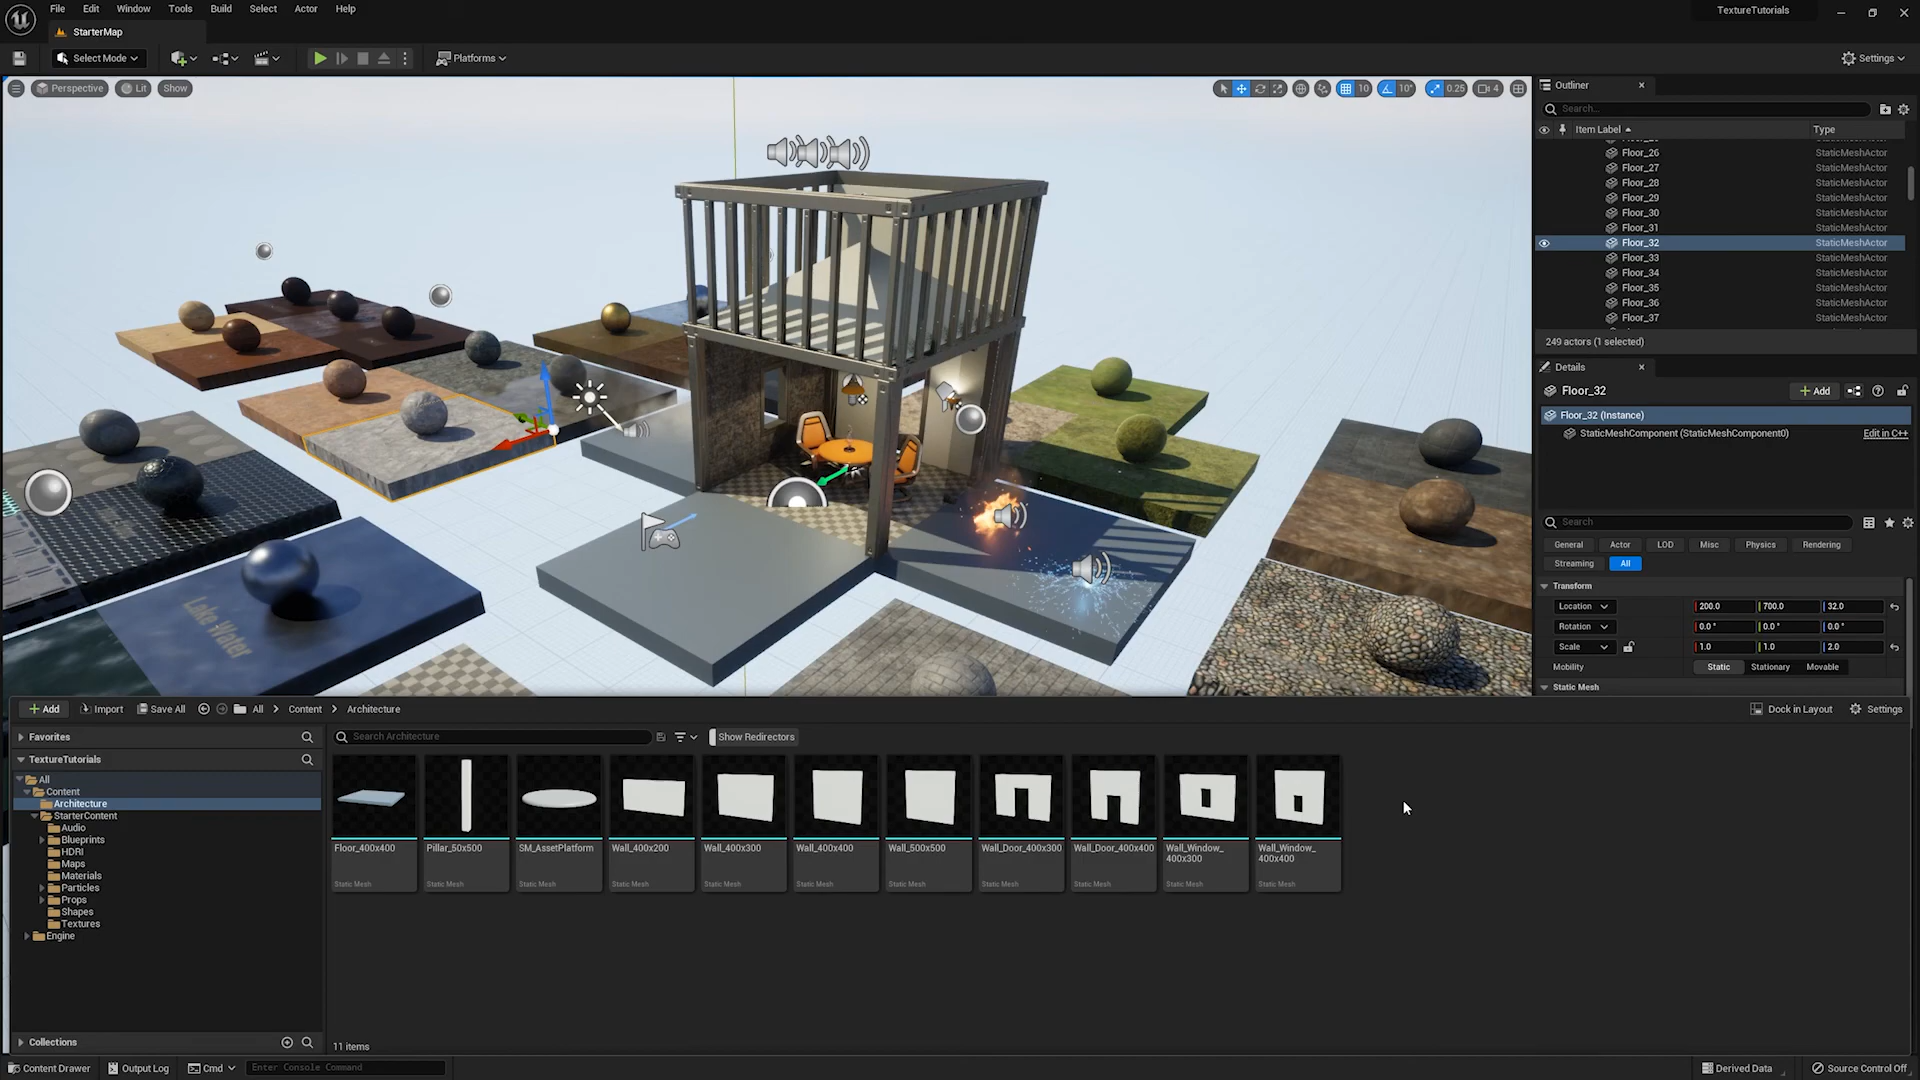 File Edit Window Tools Build Select Actor Help
TextureTutorials
StarterMap
Select Mode
Platforms
Settings
Perspective Lit Show
10 10° 0.25 4
Outliner
Search...
Item Label Type
Floor_26 StaticMeshActor
Floor_27 StaticMeshActor
Floor_28 StaticMeshActor
Floor_29 StaticMeshActor
Floor_30 StaticMeshActor
Floor_31 StaticMeshActor
Floor_32 StaticMeshActor
Floor_33 StaticMeshActor
Floor_34 StaticMeshActor
Floor_35 StaticMeshActor
Floor_36 StaticMeshActor
Floor_37 StaticMeshActor
249 actors (1 selected)
Details
Floor_32
Add
Floor_32 (Instance)
StaticMeshComponent (StaticMeshComponent0) Edit in C++
Search
General Actor LOD Misc Physics Rendering
Streaming All
Transform
Location 200.0 700.0 32.0
Rotation 0.0° 0.0° 0.0°
Scale 1.0 1.0 2.0
Mobility Static Stationary Movable
Static Mesh
Lake Water
Add Import Save All All Content Architecture
Dock in Layout Settings
Favorites
TextureTutorials
All
Content
Architecture
StarterContent
Audio
Blueprints
HDRI
Maps
Materials
Particles
Props
Shapes
Textures
Engine
Collections
Search Architecture
Show Redirectors
Floor_400x400
Static Mesh
Pillar_50x500
Static Mesh
SM_AssetPlatform
Static Mesh
Wall_400x200
Static Mesh
Wall_400x300
Static Mesh
Wall_400x400
Static Mesh
Wall_500x500
Static Mesh
Wall_Door_400x300
Static Mesh
Wall_Door_400x400
Static Mesh
Wall_Window_
400x300
Static Mesh
Wall_Window_
400x400
Static Mesh
11 items
Content Drawer Output Log Cmd Enter Console Command
Derived Data Source Control Off